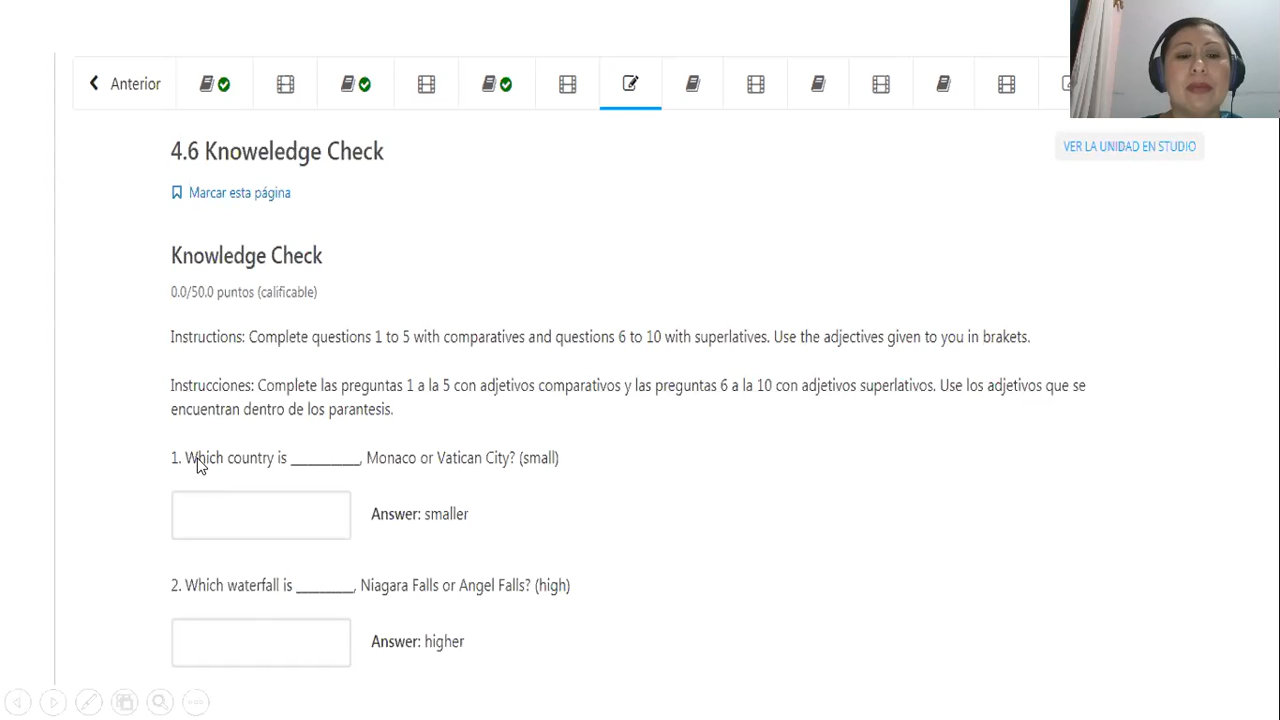 Anterior
4.6 Knoweledge Check
VER LA UNIDAD EN STUDIO
Marcar esta página
Knowledge Check
0.0/50.0 puntos (calificable)
Instructions: Complete questions 1 to 5 with comparatives and questions 6 to 10 with superlatives. Use the adjectives given to you in brakets.
Instrucciones: Complete las preguntas 1 a la 5 con adjetivos comparativos y las preguntas 6 a la 10 con adjetivos superlativos. Use los adjetivos que se
encuentran dentro de los parantesis.
1. Which country is __________, Monaco or Vatican City? (small)
Answer: smaller
2. Which waterfall is ________, Niagara Falls or Angel Falls? (high)
Answer: higher